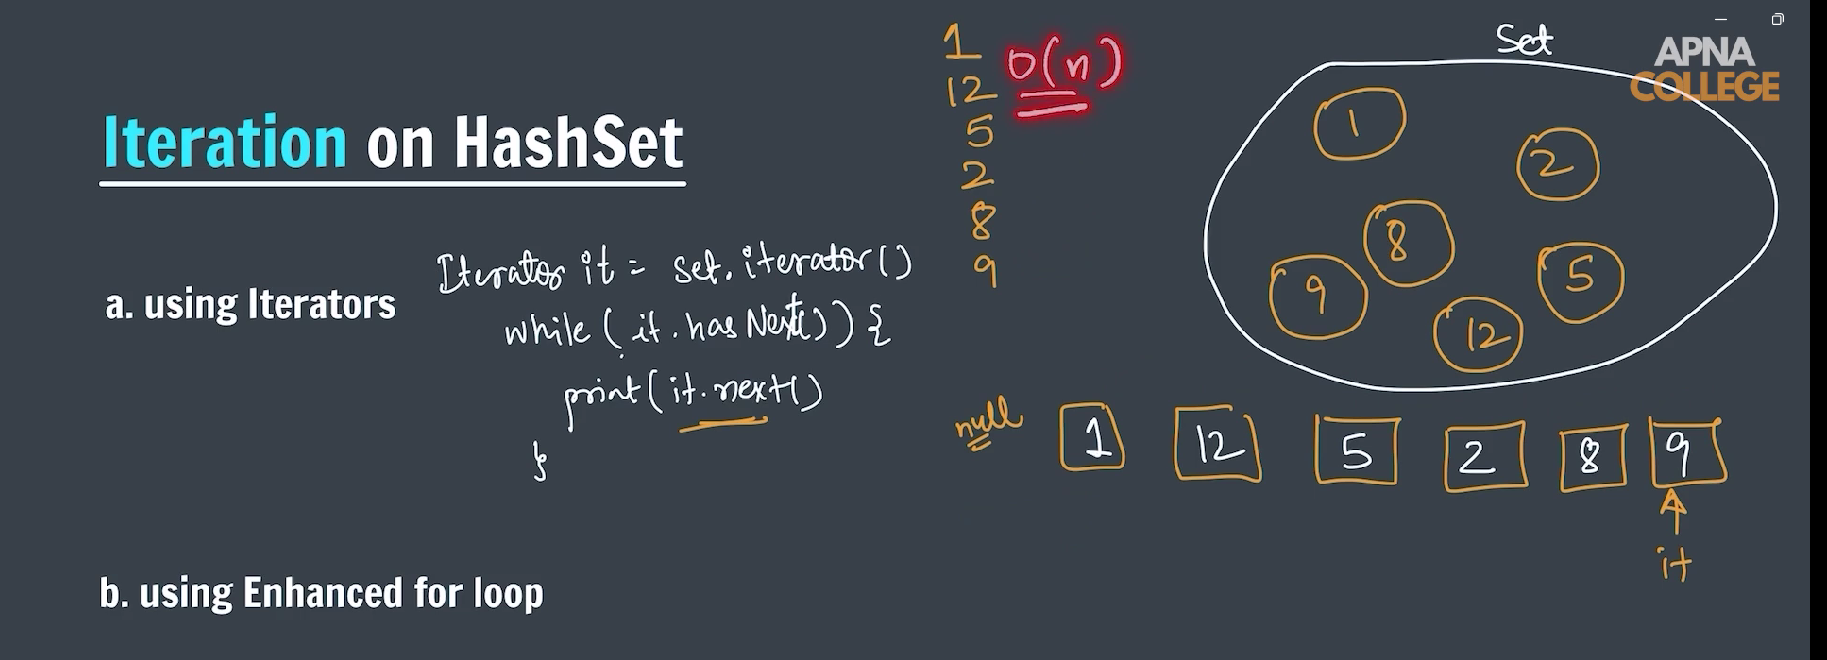 Iteration on HashSet
a. using Iterators
Iterator it = set.iterator()
while (it.hasNext()) {
print(it.next()
}
b. using Enhanced for loop
1
12
5
2
8
9
O(n)
Set
APNA
COLLEGE
1
2
8
5
9
12
null 1 12 5 2 8 9
it